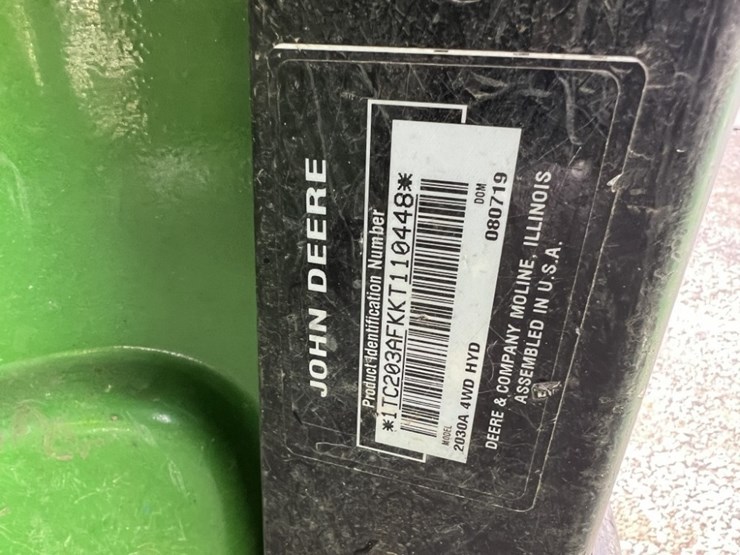 JOHN DEERE
Product Identification Number
*1TC203AFKKT110448*
MODEL DOM
2030A 4WD HYD 080719
DEERE & COMPANY MOLINE, ILLINOIS
ASSEMBLED IN U.S.A.